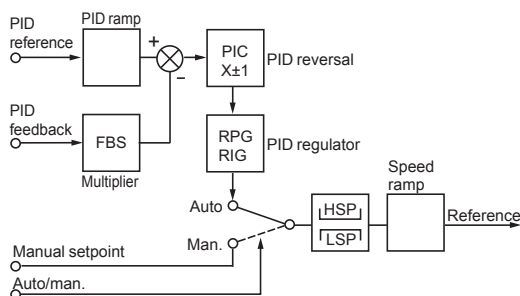 PID reference
PID ramp
+
−
PIC
X±1
PID reversal
PID feedback
FBS
Multiplier
RPG
RIG
PID regulator
Auto
Man.
HSP
LSP
Speed ramp
Reference
Manual setpoint
Auto/man.